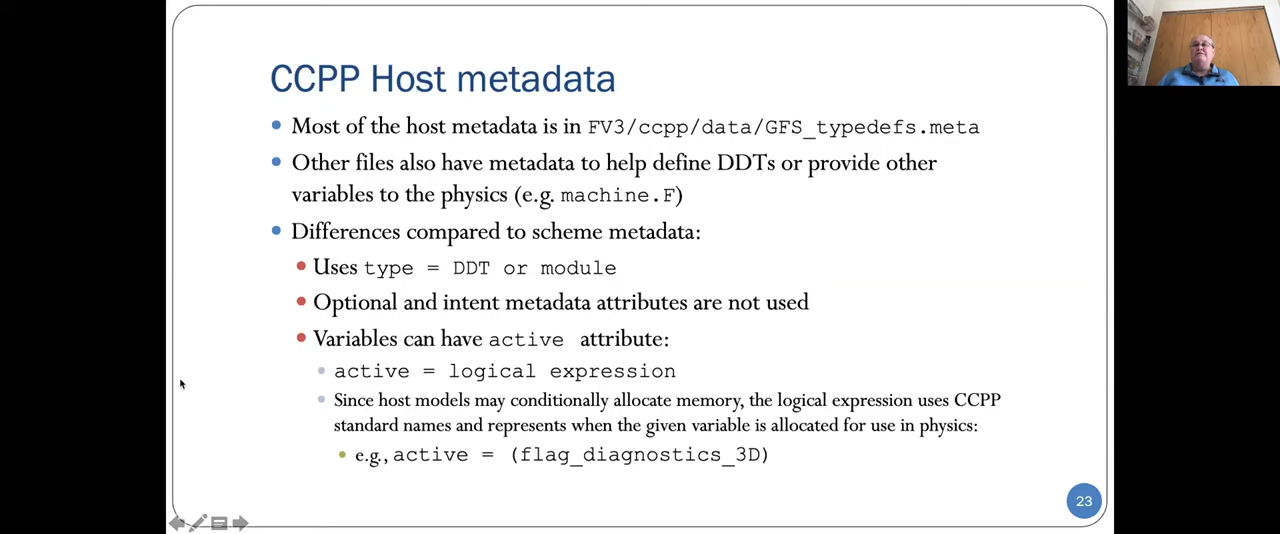 CCPP Host metadata
Most of the host metadata is in FV3/ccpp/data/GFS_typedefs.meta
Other files also have metadata to help define DDTs or provide other
variables to the physics (e.g. machine.F)
Differences compared to scheme metadata:
Uses type = DDT or module
Optional and intent metadata attributes are not used
Variables can have active attribute:
active = logical expression
Since host models may conditionally allocate memory, the logical expression uses CCPP
standard names and represents when the given variable is allocated for use in physics:
e.g., active = (flag_diagnostics_3D)
23